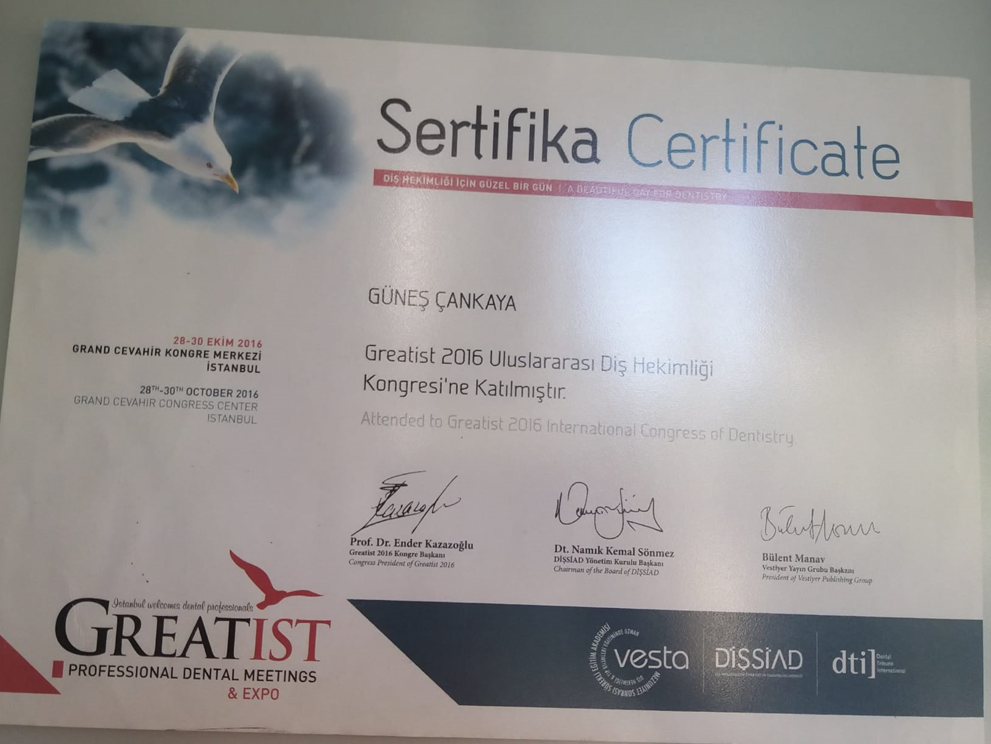 Sertifika Certificate
DİŞ HEKİMLİĞİ İÇİN GÜZEL BİR GÜN | A BEAUTIFUL DAY FOR DENTISTRY
GÜNEŞ ÇANKAYA
28-30 EKİM 2016
GRAND CEVAHİR KONGRE MERKEZİ
İSTANBUL
28TH-30TH OCTOBER 2016
GRAND CEVAHIR CONGRESS CENTER
ISTANBUL
Greatist 2016 Uluslararası Diş Hekimliği
Kongresi'ne Katılmıştır.
Attended to Greatist 2016 International Congress of Dentistry
Prof. Dr. Ender Kazazoğlu
Greatist 2016 Kongre Başkanı
Congress President of Greatist 2016
Dt. Namık Kemal Sönmez
DİŞSİAD Yönetim Kurulu Başkanı
Chairman of the Board of DİŞSİAD
Bülent Manav
Vestiyer Yayın Grubu Başkanı
President of Vestiyer Publishing Group
Istanbul welcomes dental professionals
GREATIST
PROFESSIONAL DENTAL MEETINGS
& EXPO
vesta
DİŞSİAD
dti
Dental
Tribune
International